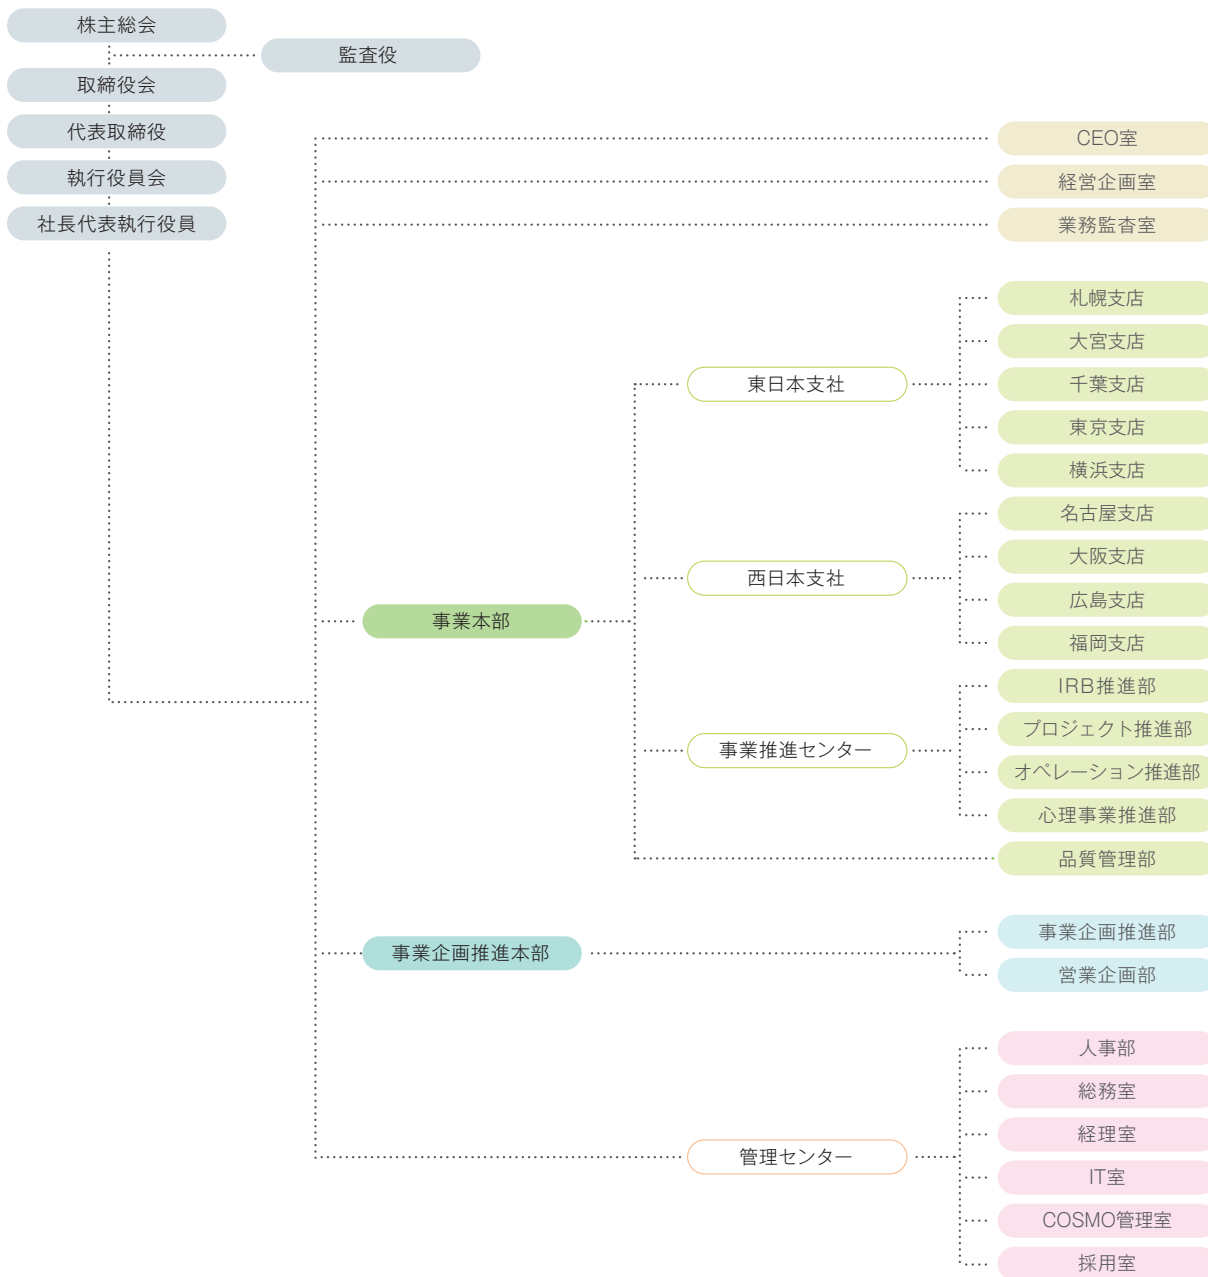 株主総会
監査役
取締役会
代表取締役
執行役員会
社長代表執行役員
CEO室
経営企画室
業務監査室
札幌支店
大宮支店
東日本支社
千葉支店
東京支店
横浜支店
名古屋支店
大阪支店
西日本支社
広島支店
事業本部
福岡支店
IRB推進部
プロジェクト推進部
事業推進センター
オペレーション推進部
心理事業推進部
品質管理部
事業企画推進部
事業企画推進本部
営業企画部
人事部
総務室
経理室
管理センター
IT室
COSMO管理室
採用室